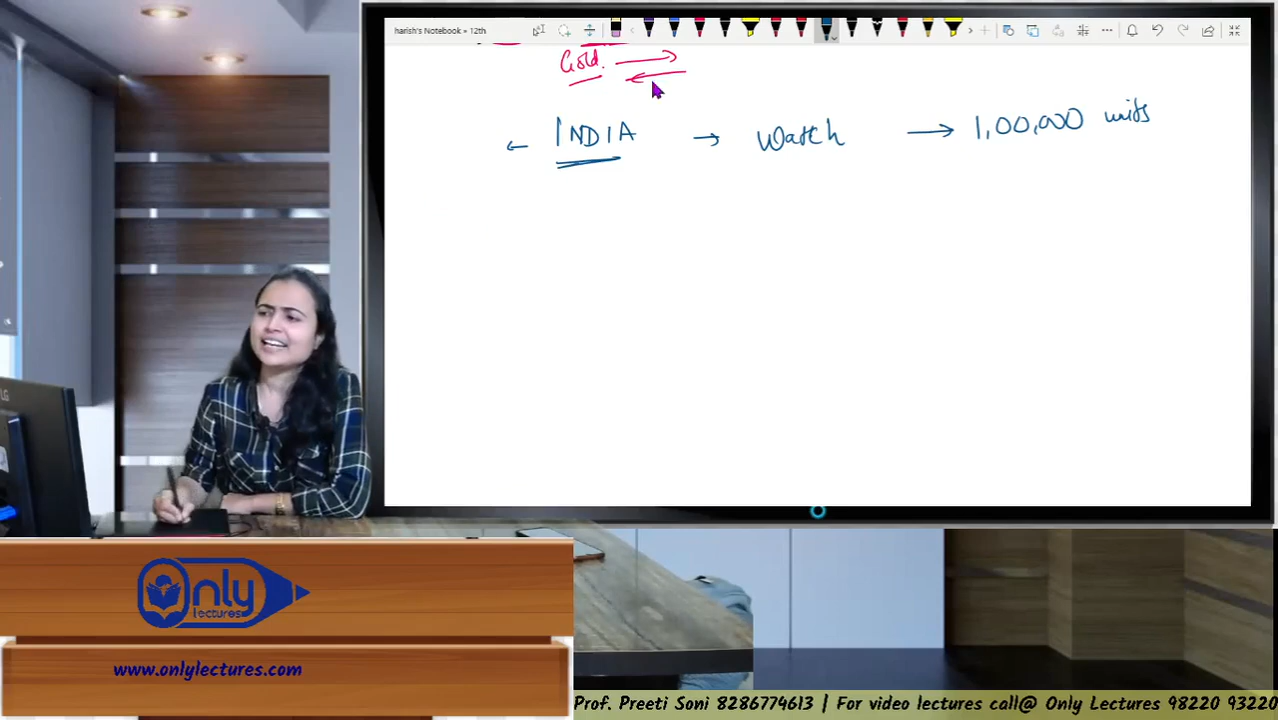 harish's Notebook » 12th
Gold.
INDIA → Watch → 1,00,000 units
LG
Only
lectures
www.onlylectures.com
Prof. Preeti Soni 8286774613 | For video lectures call@ Only Lectures 98220 93220